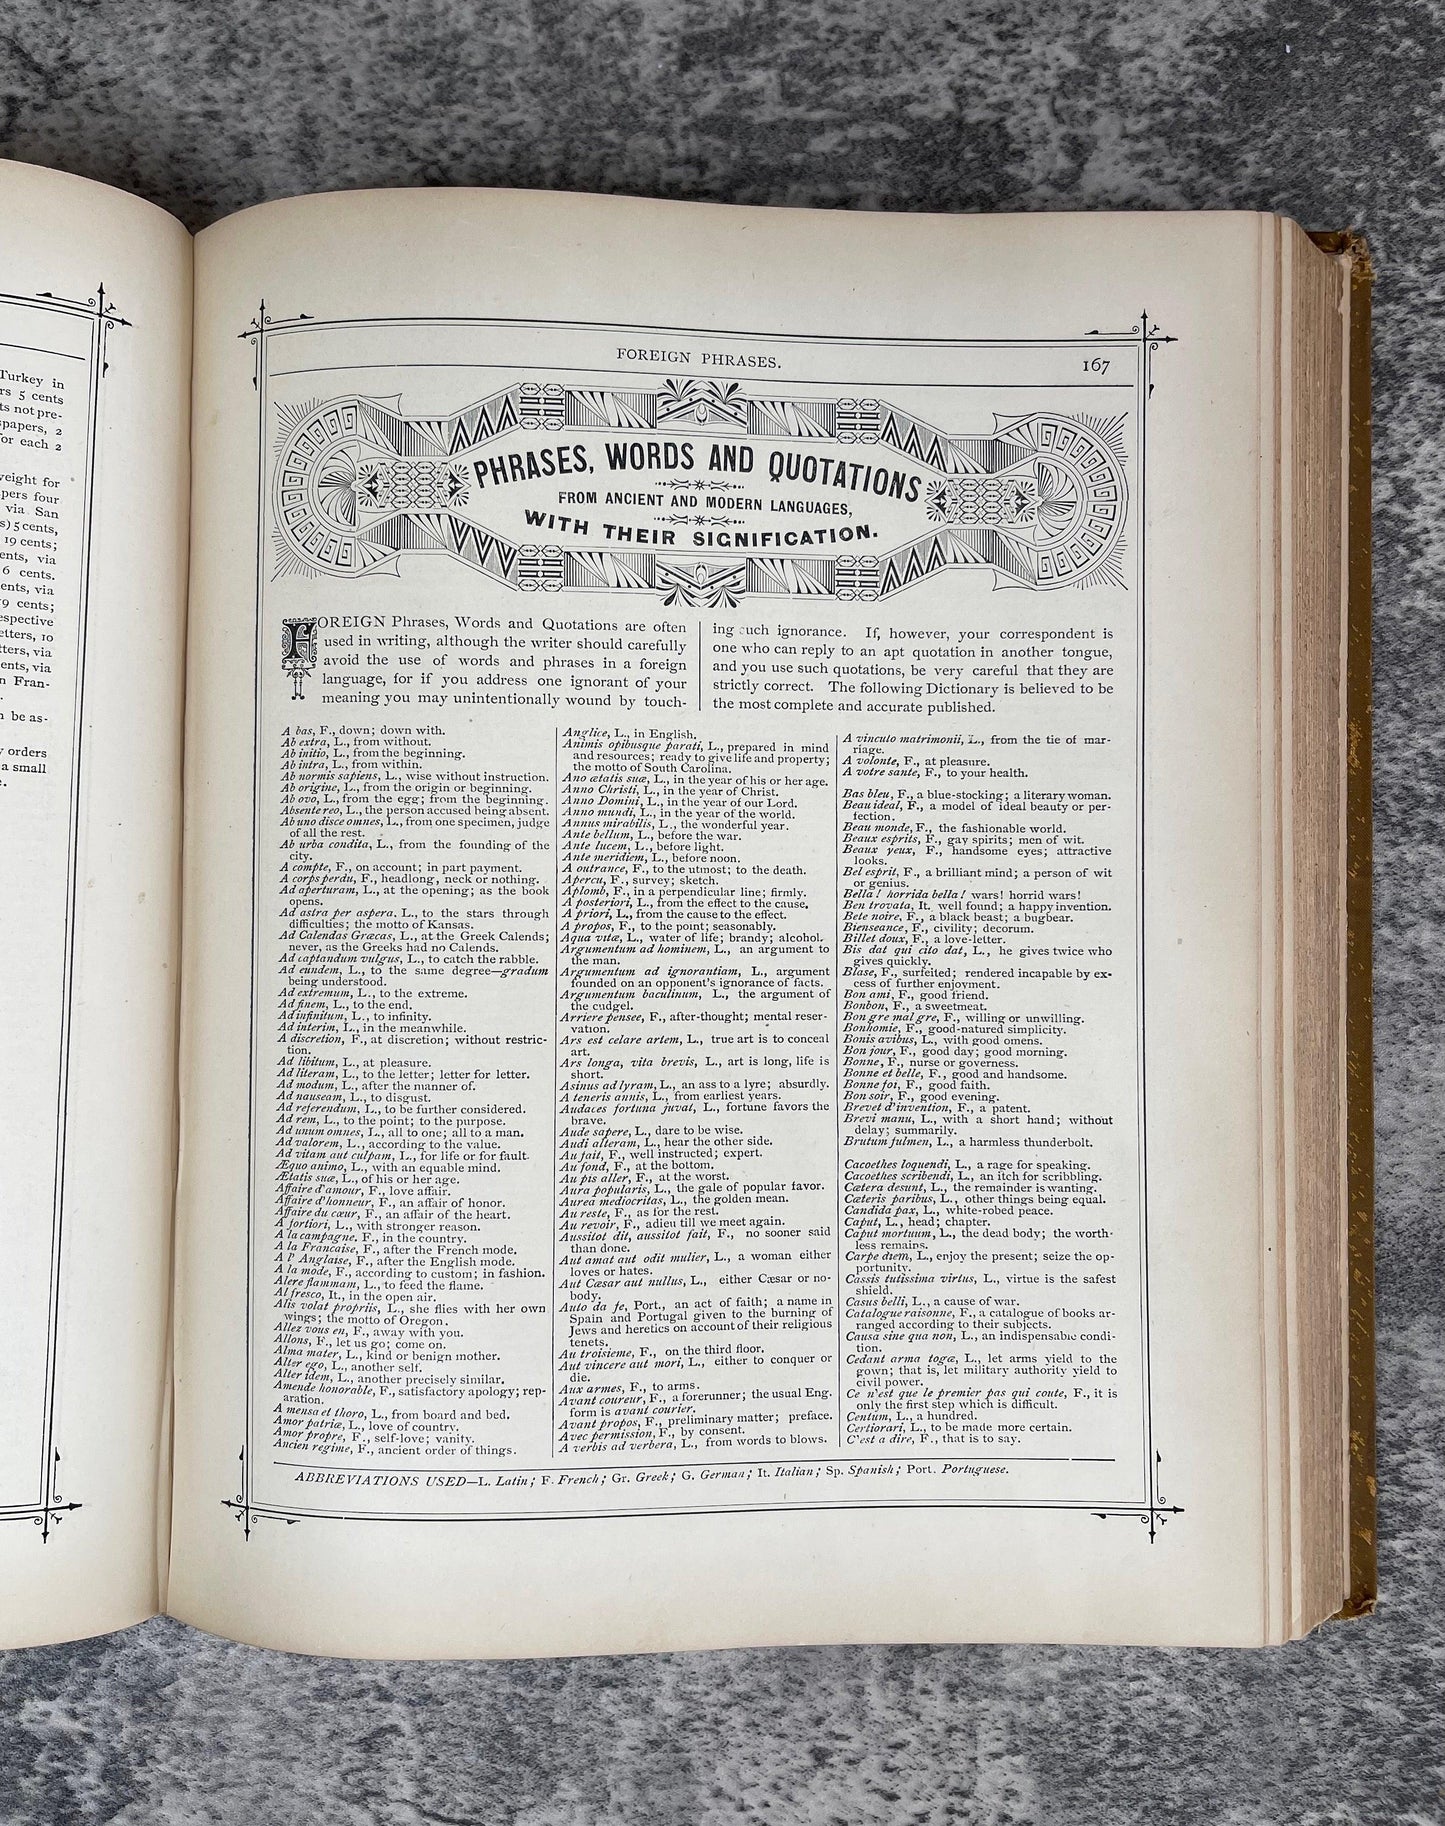 Turkey in
rs 5 cents
ts not pre-
spapers, 2
for each 2
weight for
pers four
via San
s) 5 cents,
19 cents;
ents, via
6 cents.
ents, via
9 cents;
espective
etters, 10
tters, via
ents, via
n Fran-
n be as-
y orders
a small
FOREIGN PHRASES.
167
PHRASES, WORDS AND QUOTATIONS
FROM ANCIENT AND MODERN LANGUAGES,
WITH THEIR SIGNIFICATION.
FOREIGN Phrases, Words and Quotations are often
used in writing, although the writer should carefully
avoid the use of words and phrases in a foreign
language, for if you address one ignorant of your
meaning you may unintentionally wound by touch-
ing such ignorance. If, however, your correspondent is
one who can reply to an apt quotation in another tongue,
and you use such quotations, be very careful that they are
strictly correct. The following Dictionary is believed to be
the most complete and accurate published.
A bas, F., down; down with.
Ab extra, L., from without.
Ab initio, L., from the beginning.
Ab intra, L., from within.
Ab normis sapiens, L., wise without instruction.
Ab origine, L., from the origin or beginning.
Ab ovo, L., from the egg; from the beginning.
Absente reo, L., the person accused being absent.
Ab uno disce omnes, L., from one specimen, judge
of all the rest.
Ab urba condita, L., from the founding of the
city.
A compte, F., on account; in part payment.
A corps perdu, F., headlong, neck or nothing.
Ad aperturam, L., at the opening; as the book
opens.
Ad astra per aspera. L., to the stars through
difficulties; the motto of Kansas.
Ad Calendas Græcas, L., at the Greek Calends;
never, as the Greeks had no Calends.
Ad captandum vulgus, L., to catch the rabble.
Ad eundem, L., to the same degree—gradum
being understood.
Ad extremum, L., to the extreme.
Ad finem, L., to the end.
Ad infinitum, L., to infinity.
Ad interim, L., in the meanwhile.
A discretion, F., at discretion; without restric-
tion.
Ad libitum, L., at pleasure.
Ad literam, L., to the letter; letter for letter.
Ad modum, L., after the manner of.
Ad nauseam, L., to disgust.
Ad referendum, L., to be further considered.
Ad rem, L., to the point; to the purpose.
Ad unum omnes, L., all to one; all to a man.
Ad valorem, L., according to the value.
Ad vitam aut culpam, L., for life or for fault.
Æquo animo, L., with an equable mind.
Ætatis suæ, L., of his or her age.
Affaire d'amour, F., love affair.
Affaire d'honneur, F., an affair of honor.
Affaire du cœur, F., an affair of the heart.
A fortiori, L., with stronger reason.
A la campagne. F., in the country.
A la Francaise, F., after the French mode.
A l' Anglaise, F., after the English mode.
A la mode, F., according to custom; in fashion.
Alere flammam, L., to feed the flame.
Al fresco, It., in the open air.
Alis volat propriis, L., she flies with her own
wings; the motto of Oregon.
Allez vous en, F., away with you.
Allons, F., let us go; come on.
Alma mater, L., kind or benign mother.
Alter ego, L., another self.
Alter idem, L., another precisely similar.
Amende honorable, F., satisfactory apology; rep-
aration.
A mensa et thoro, L., from board and bed.
Amor patriæ, L., love of country.
Amor propre, F., self-love; vanity.
Ancien regime, F., ancient order of things.
Anglice, L., in English.
Animis opibusque parati, L., prepared in mind
and resources; ready to give life and property;
the motto of South Carolina.
Ano ætatis suæ, L., in the year of his or her age.
Anno Christi, L., in the year of Christ.
Anno Domini, L., in the year of our Lord.
Anno mundi, L., in the year of the world.
Annus mirabilis, L., the wonderful year.
Ante bellum, L., before the war.
Ante lucem, L., before light.
Ante meridiem, L., before noon.
A outrance, F., to the utmost; to the death.
Apercu, F., survey; sketch.
Aplomb, F., in a perpendicular line; firmly.
A posteriori, L., from the effect to the cause.
A priori, L., from the cause to the effect.
A propos, F., to the point; seasonably.
Aqua vitæ, L., water of life; brandy; alcohol.
Argumentum ad hominem, L., an argument to
the man.
Argumentum ad ignorantiam, L., argument
founded on an opponent's ignorance of facts.
Argumentum baculinum, L., the argument of
the cudgel.
Arriere pensee, F., after-thought; mental reser-
vation.
Ars est celare artem, L., true art is to conceal
art.
Ars longa, vita brevis, L., art is long, life is
short.
Asinus ad lyram, L., an ass to a lyre; absurdly.
A teneris annis, L., from earliest years.
Audaces fortuna juvat, L., fortune favors the
brave.
Aude sapere, L., dare to be wise.
Audi alteram, L., hear the other side.
Au fait, F., well instructed; expert.
Au fond, F., at the bottom.
Au pis aller, F., at the worst.
Aura popularis, L., the gale of popular favor.
Aurea mediocritas, L., the golden mean.
Au reste, F., as for the rest.
Au revoir, F., adieu till we meet again.
Aussitot dit, aussitot fait, F., no sooner said
than done.
Aut amat aut odit mulier, L., a woman either
loves or hates.
Aut Cæsar aut nullus, L., either Cæsar or no-
body.
Auto da fe, Port., an act of faith; a name in
Spain and Portugal given to the burning of
Jews and heretics on account of their religious
tenets.
Au troisieme, F., on the third floor.
Aut vincere aut mori, L., either to conquer or
die.
Aux armes, F., to arms.
Avant coureur, F., a forerunner; the usual Eng.
form is avant courier.
Avant propos, F., preliminary matter; preface.
Avec permission, F., by consent.
A verbis ad verbera, L., from words to blows.
A vinculo matrimonii, L., from the tie of mar-
riage.
A volonte, F., at pleasure.
A votre sante, F., to your health.
Bas bleu, F., a blue-stocking; a literary woman.
Beau ideal, F., a model of ideal beauty or per-
fection.
Beau monde, F., the fashionable world.
Beaux esprits, F., gay spirits; men of wit.
Beaux yeux, F., handsome eyes; attractive
looks.
Bel esprit, F., a brilliant mind; a person of wit
or genius.
Bella! horrida bella! wars! horrid wars!
Ben trovata, It. well found; a happy invention.
Bete noire, F., a black beast; a bugbear.
Bienseance, F., civility; decorum.
Billet doux, F., a love-letter.
Bis dat qui cito dat, L., he gives twice who
gives quickly.
Blase, F., surfeited; rendered incapable by ex-
cess of further enjoyment.
Bon ami, F., good friend.
Bonbon, F., a sweetmeat.
Bon gre mal gre, F., willing or unwilling.
Bonhomie, F., good-natured simplicity.
Bonis avibus, L., with good omens.
Bon jour, F., good day; good morning.
Bonne, F., nurse or governess.
Bonne et belle, F., good and handsome.
Bonne foi, F., good faith.
Bon soir, F., good evening.
Brevet d'invention, F., a patent.
Brevi manu, L., with a short hand; without
delay; summarily.
Brutum fulmen, L., a harmless thunderbolt.
Cacoethes loquendi, L., a rage for speaking.
Cacoethes scribendi, L., an itch for scribbling.
Cætera desunt, L., the remainder is wanting.
Cæteris paribus, L., other things being equal.
Candida pax, L., white-robed peace.
Caput, L., head; chapter.
Caput mortuum, L., the dead body; the worth-
less remains.
Carpe diem, L., enjoy the present; seize the op-
portunity.
Cassis tutissima virtus, L., virtue is the safest
shield.
Casus belli, L., a cause of war.
Catalogue raisonne, F., a catalogue of books ar-
ranged according to their subjects.
Causa sine qua non, L., an indispensable condi-
tion.
Cedant arma togæ, L., let arms yield to the
gown; that is, let military authority yield to
civil power.
Ce n'est que le premier pas qui coute, F., it is
only the first step which is difficult.
Centum, L., a hundred.
Certiorari, L., to be made more certain.
C'est a dire, F., that is to say.
ABBREVIATIONS USED—L. Latin; F. French; Gr. Greek; G. German; It. Italian; Sp. Spanish; Port. Portuguese.